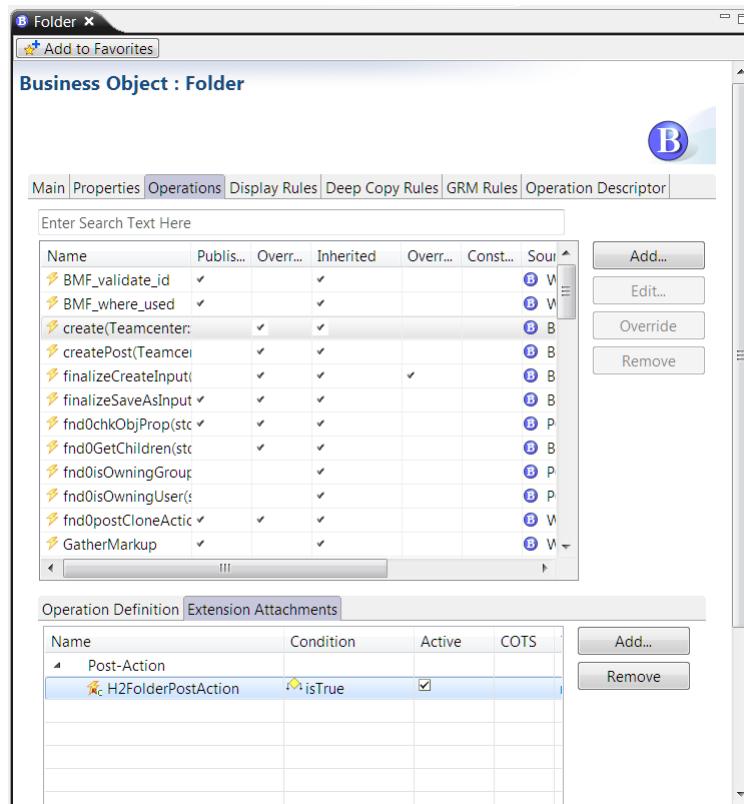 B Folder
Add to Favorites
Business Object : Folder
B
Main Properties Operations Display Rules Deep Copy Rules GRM Rules Operation Descriptor
Enter Search Text Here
Name Publis... Overr... Inherited Overr... Const... Sour
Add...
BMF_validate_id B W
Edit...
BMF_where_used B W
create(Teamcenter: B B
Override
createPost(Teamcer B B
Remove
finalizeCreateInput( B B
finalizeSaveAsInput B B
fnd0chkObjProp(stc B P
fnd0GetChildren(stc B B
fnd0isOwningGroup B P
fnd0isOwningUser(s B P
fnd0postCloneActic B W
GatherMarkup B W
Operation Definition Extension Attachments
Name Condition Active COTS
Add...
Post-Action
Remove
c H2FolderPostAction isTrue